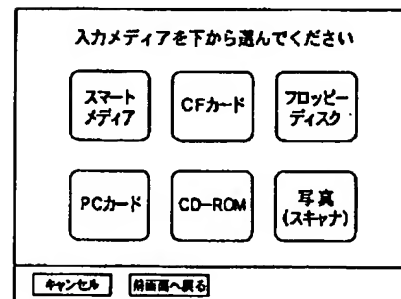 入力メディアを下から選んでください
スマート
メディア
CFカード
フロッピー
ディスク
PCカード
CD-ROM
写真
(スキャナ)
キャンセル
前画面へ戻る